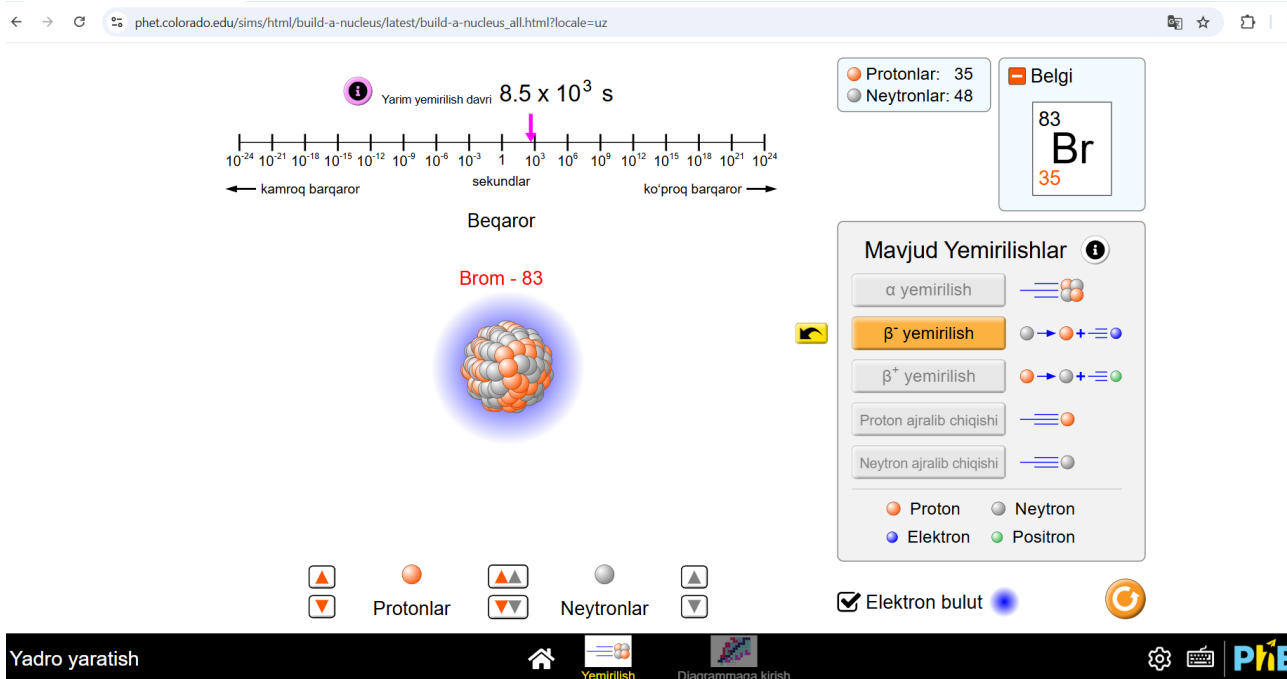 phet.colorado.edu/sims/html/build-a-nucleus/latest/build-a-nucleus_all.html?locale=uz
Yarim yemirilish davri 8.5 x 10³ s
10⁻²⁴ 10⁻²¹ 10⁻¹⁸ 10⁻¹⁵ 10⁻¹² 10⁻⁹ 10⁻⁶ 10⁻³ 1 10³ 10⁶ 10⁹ 10¹² 10¹⁵ 10¹⁸ 10²¹ 10²⁴
kamroq barqaror sekundlar ko'proq barqaror
Beqaror
Brom - 83
Protonlar: 35
Neytronlar: 48
Belgi
83
Br
35
Mavjud Yemirilishlar
α yemirilish
β⁻ yemirilish
β⁺ yemirilish
Proton ajralib chiqishi
Neytron ajralib chiqishi
Proton Neytron
Elektron Positron
Protonlar Neytronlar
Elektron bulut
Yadro yaratish
Yemirilish
Diagrammaga kirish
PhE